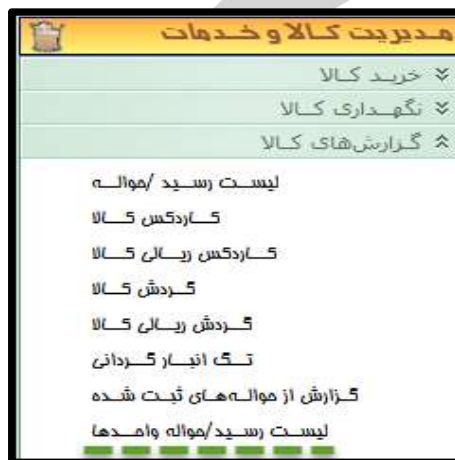 مدیریت کالا و خدمات
خرید کالا
نگهداری کالا
گزارش‌های کالا
لیست رسید /حواله
کاردکس کالا
کاردکس ریالی کالا
گردش کالا
گردش ریالی کالا
تگ انبار گردانی
گزارش از حواله‌های ثبت شده
لیست رسید/حواله واحدها